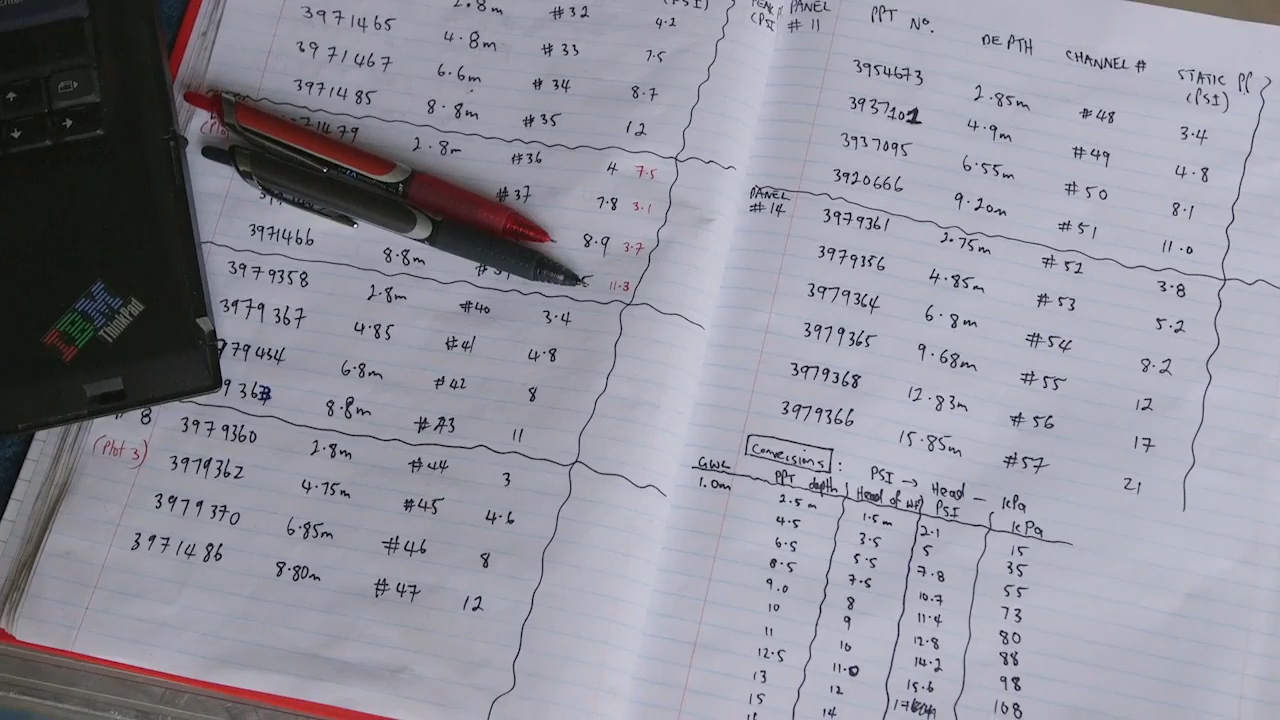 2.8m #32 4.2
3971465 4.8m #33 7.5
3971467 6.6m #34 8.7
3971485 8.8m #35 12
71479 2.8m #36 4 7.5
#37 7.8 3.1
8.9 3.7
3971466 8.8m 11.3
3979358 2.8m #40 3.4
3979367 4.85 #41 4.8
979434 6.8m #42 8
8.8m #43 11
8
(Plot 3)
3979360 2.8m #44 3
3979362 4.75m #45 4.6
3979370 6.85m #46 8
3971486 8.80m #47 12
IBM
ThinkPad
PEAK
(PSI
PANEL
#11
PPT No. DEPTH CHANNEL # STATIC PP
(PSI)
3954673 2.85m #48 3.4
3937101 4.9m #49 4.8
3937095 6.55m #50 8.1
3920666 9.20m #51 11.0
PANEL
#14
3979361 2.75m #52 3.8
3979356 4.85m #53 5.2
3979364 6.8m #54 8.2
3979365 9.68m #55 12
3979368 12.83m #56 17
3979366 15.85m #57 21
Conversions : PSI → Head - kPa
GWL PPT depth Head of WP PSI kPa
1.0m 2.5m 1.5m 2.1 15
4.5 3.5 5 35
6.5 5.5 7.8 55
8.5 7.5 10.7 73
9.0 8 11.4 80
10 9 12.8 88
11 10 14.2 98
12.5 11.0 15.6 108
13 12
15 14